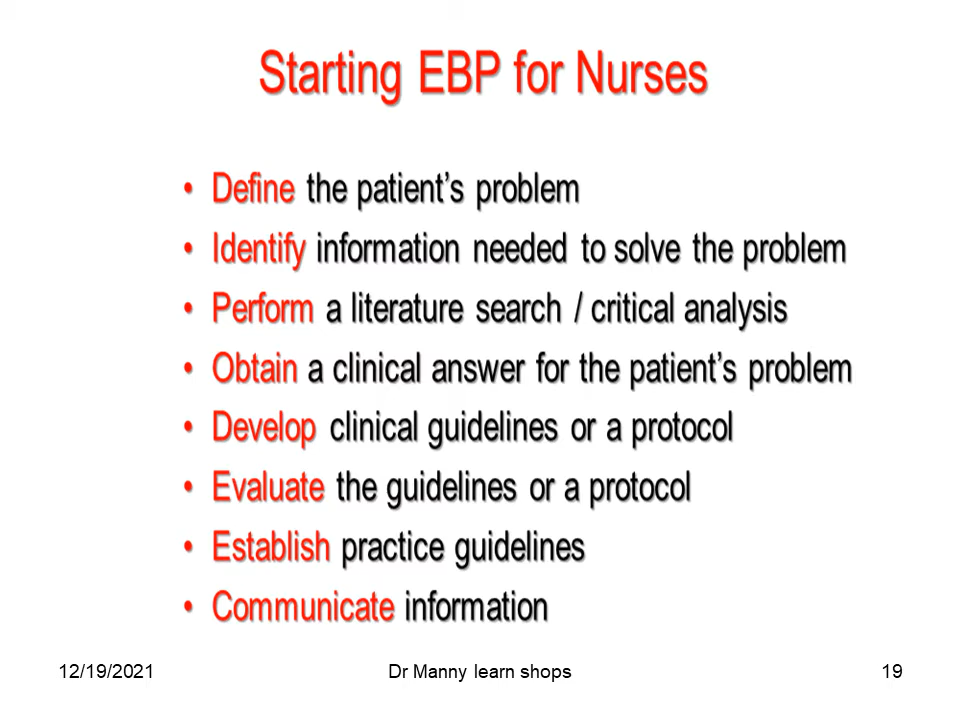 Starting EBP for Nurses
• Define the patient's problem
• Identify information needed to solve the problem
• Perform a literature search / critical analysis
• Obtain a clinical answer for the patient's problem
• Develop clinical guidelines or a protocol
• Evaluate the guidelines or a protocol
• Establish practice guidelines
• Communicate information
12/19/2021 Dr Manny learn shops 19